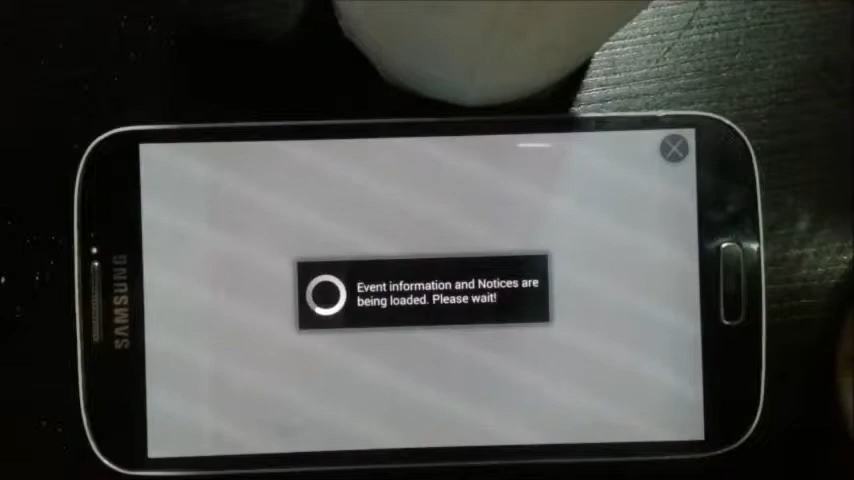 SAMSUNG
Event information and Notices are
being loaded. Please wait!